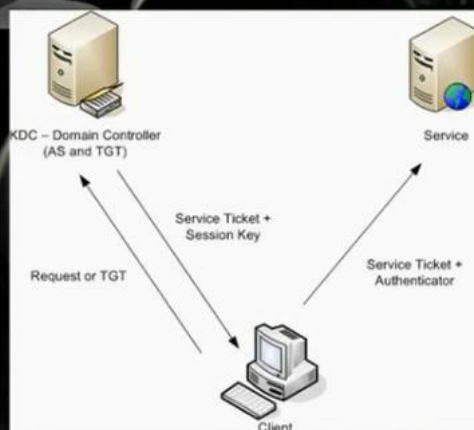 KDC – Domain Controller
(AS and TGT)
Service
Service Ticket +
Session Key
Request or TGT
Service Ticket +
Authenticator
Client